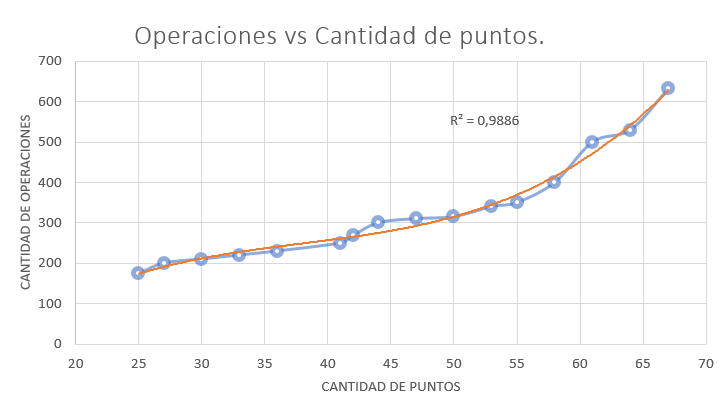 Operaciones vs Cantidad de puntos.
700
600
500
400
300
200
100
0
CANTIDAD DE OPERACIONES
R² = 0,9886
20 25 30 35 40 45 50 55 60 65 70
CANTIDAD DE PUNTOS